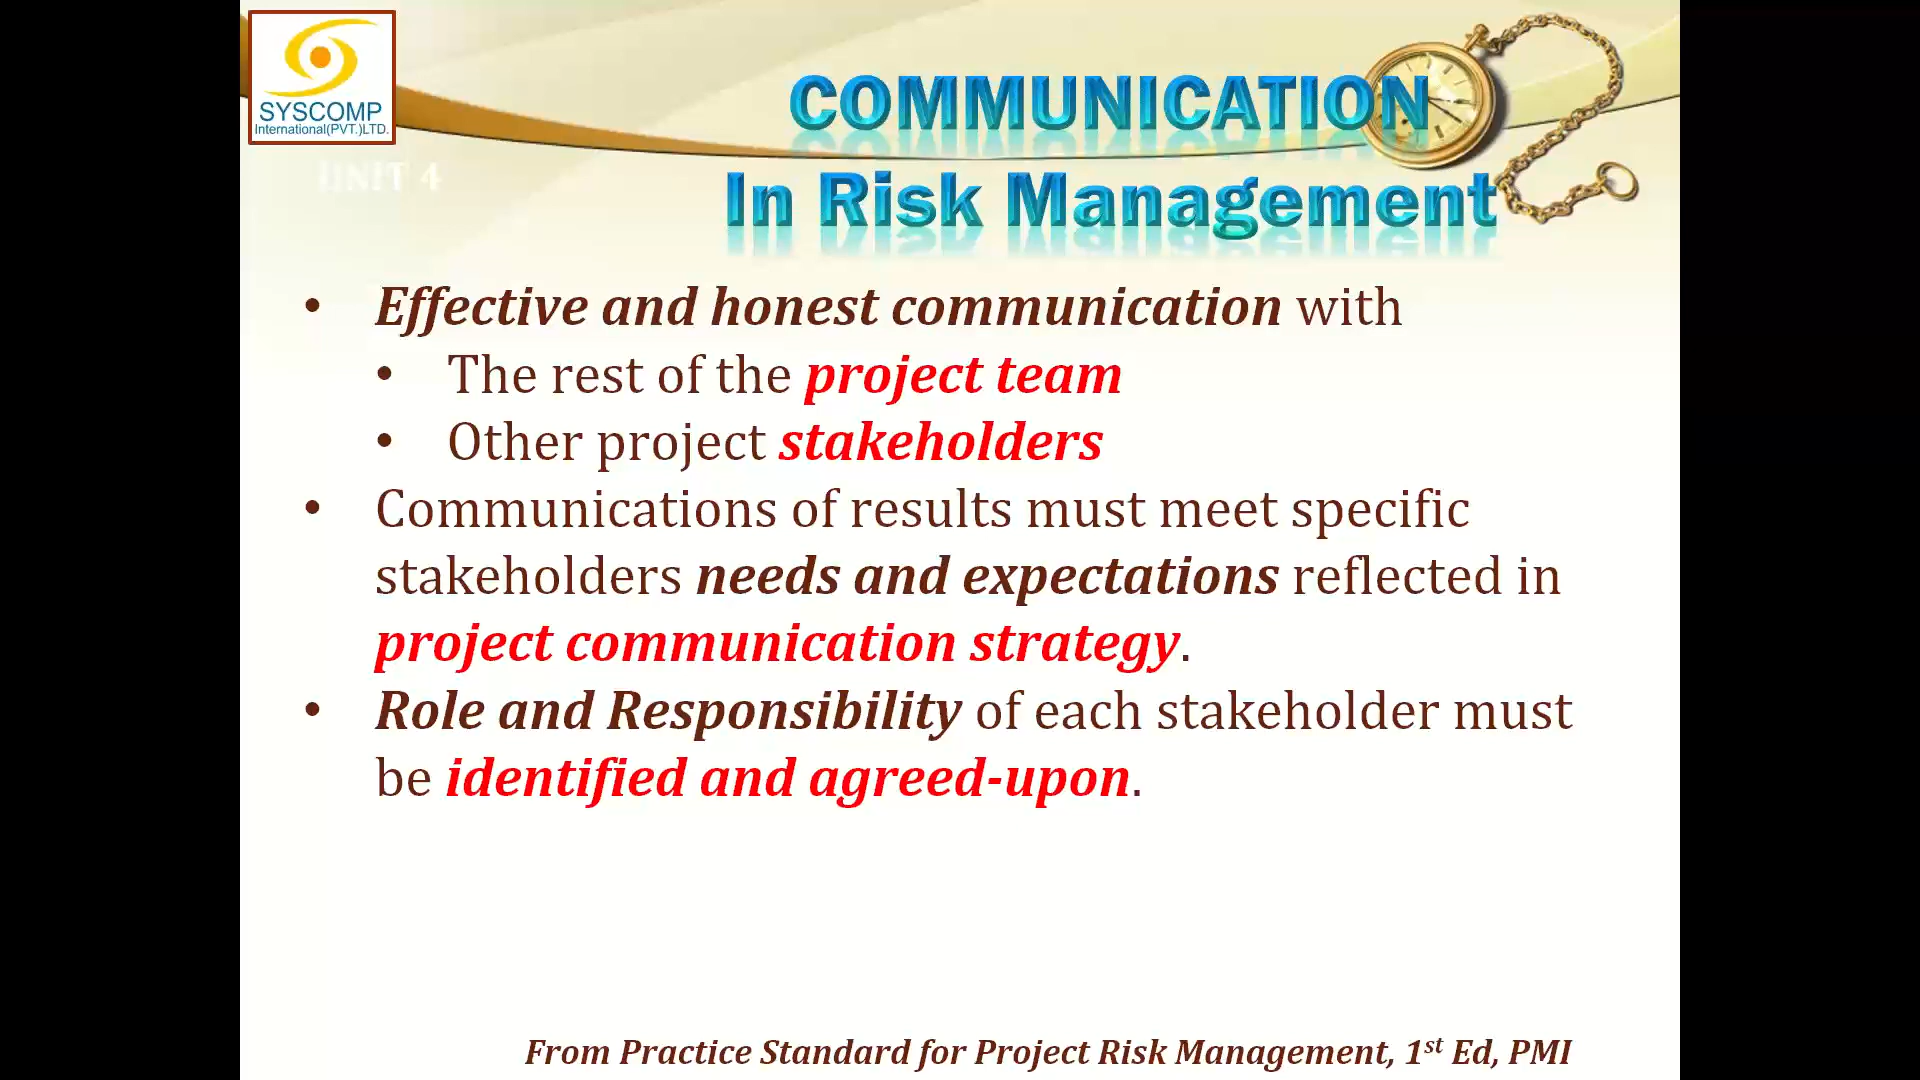 SYSCOMP
International(PVT.)LTD.
UNIT 4
COMMUNICATION
In Risk Management
• Effective and honest communication with
• The rest of the project team
• Other project stakeholders
• Communications of results must meet specific
stakeholders needs and expectations reflected in
project communication strategy.
• Role and Responsibility of each stakeholder must
be identified and agreed-upon.
From Practice Standard for Project Risk Management, 1st Ed, PMI